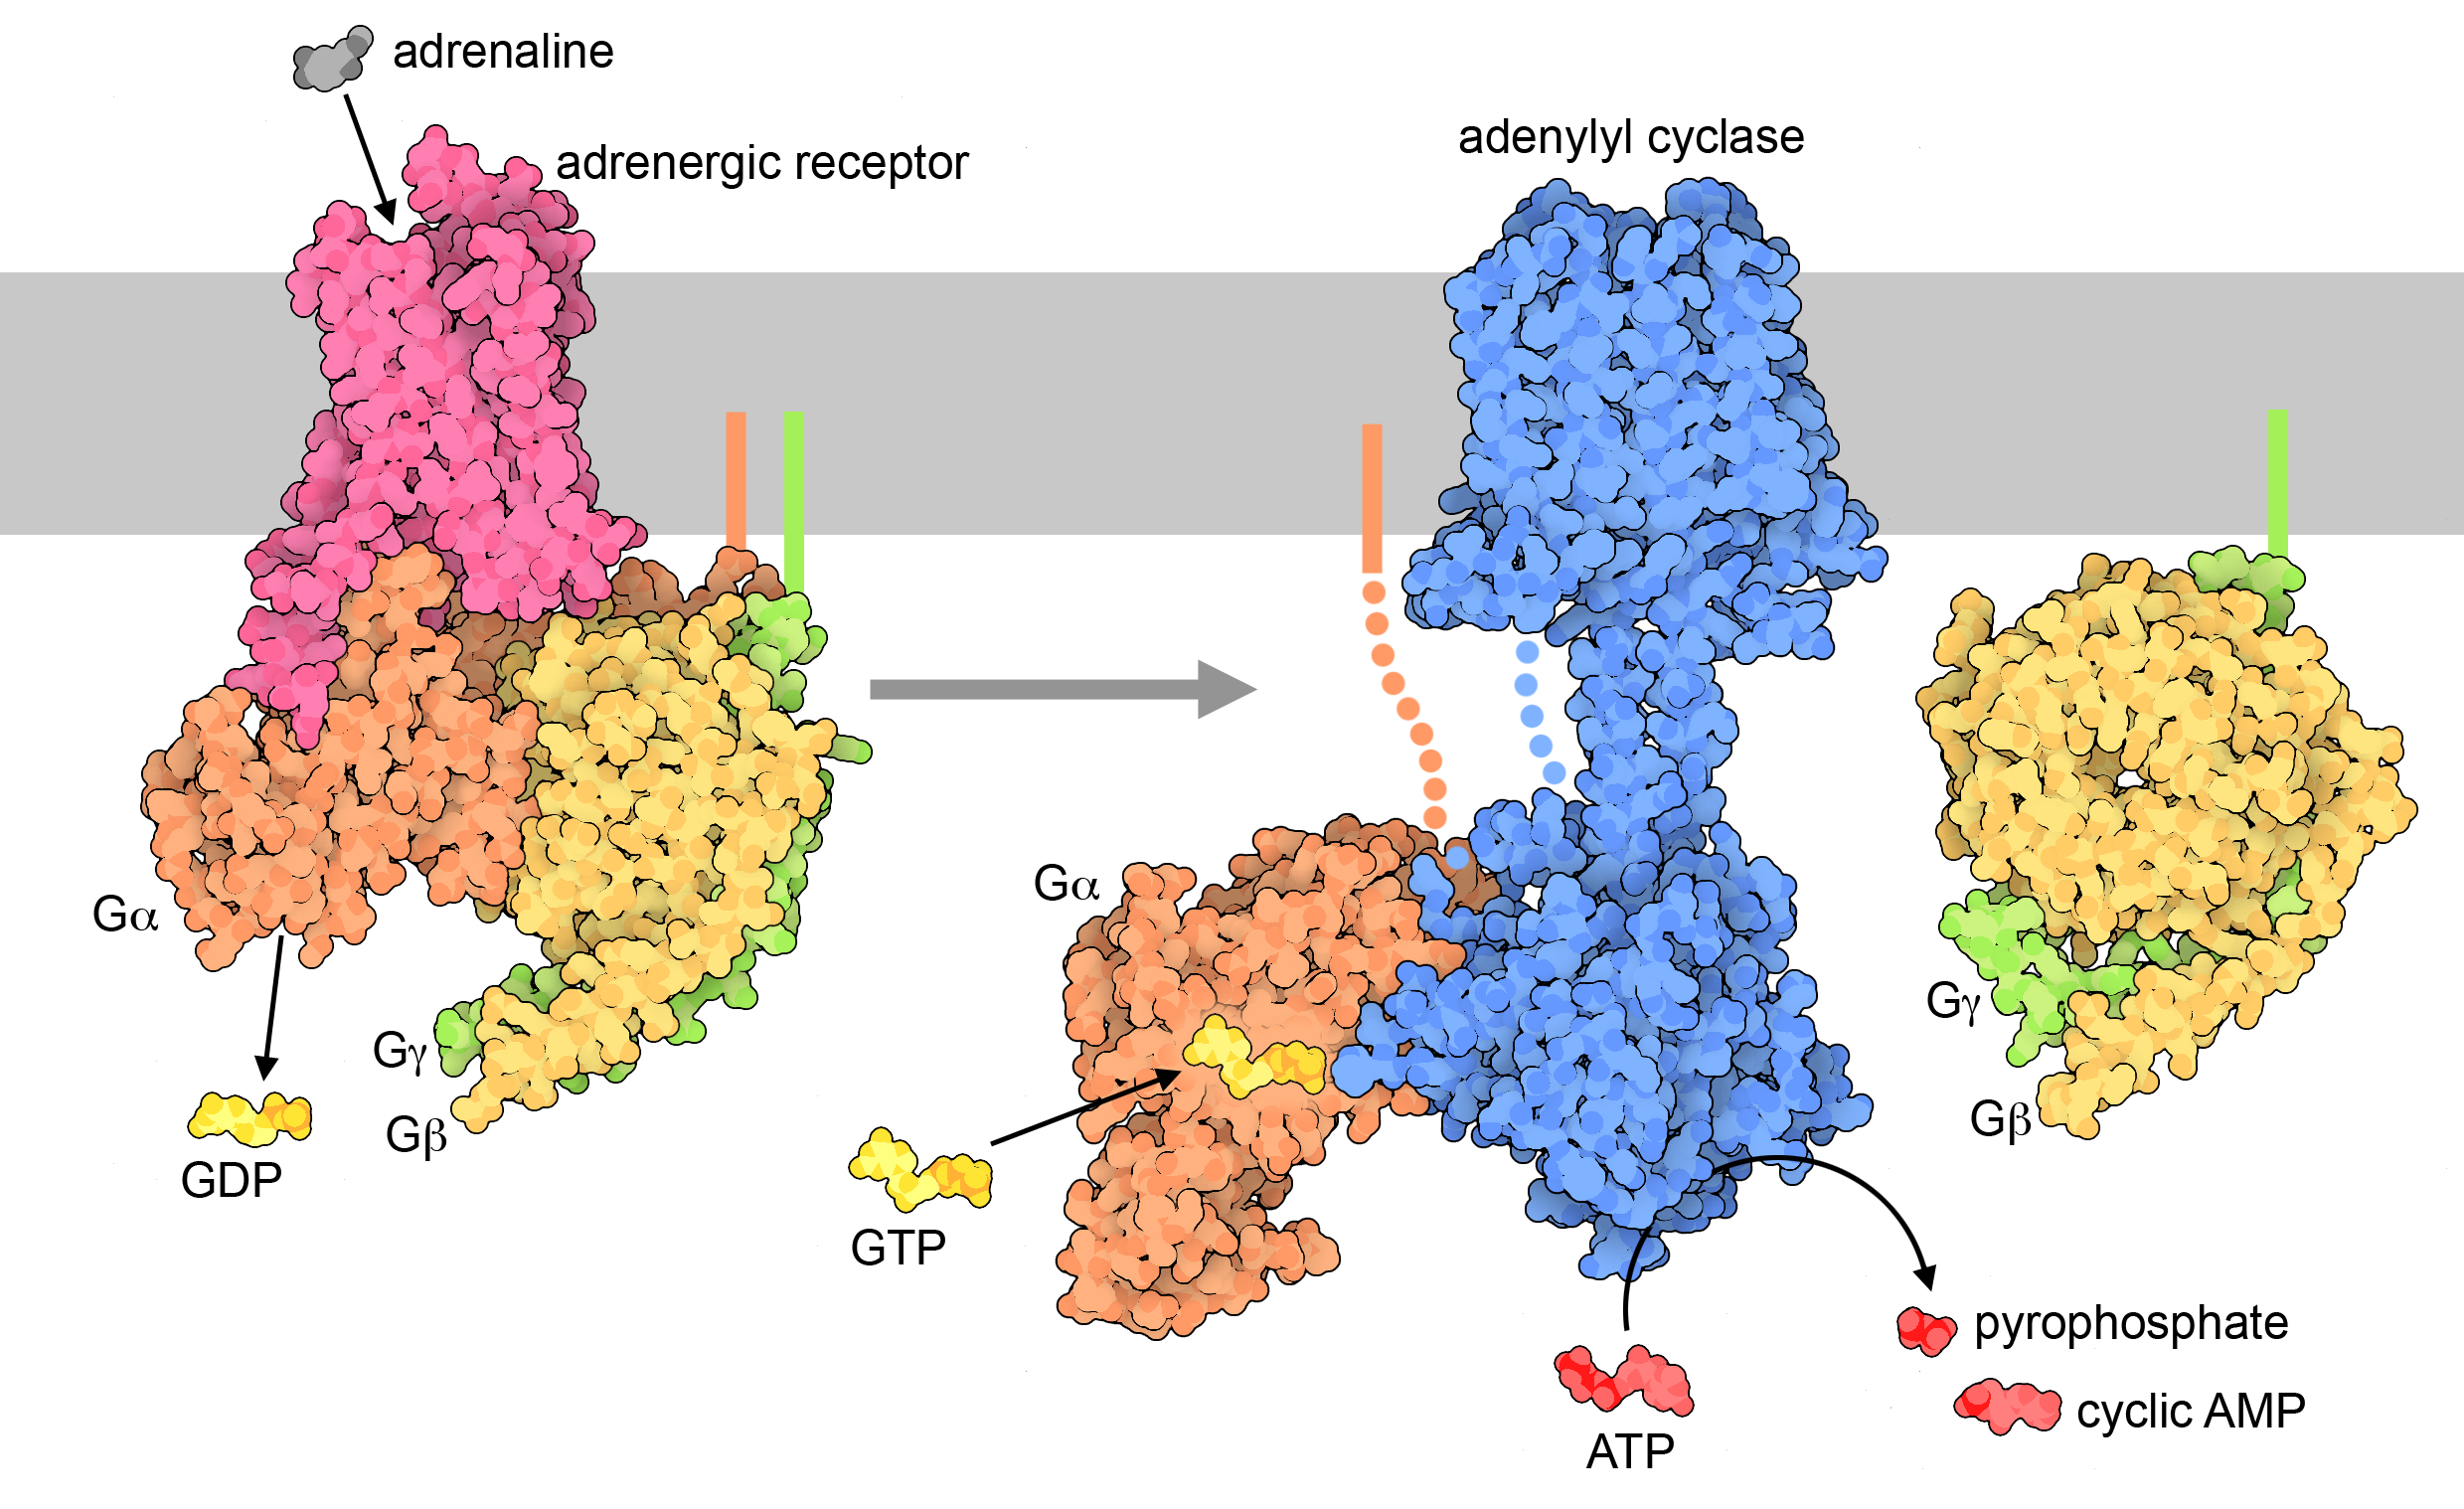 adrenaline
adrenergic receptor
adenylyl cyclase
Gα
Gγ
Gβ
GDP
Gα
GTP
ATP
Gγ
Gβ
pyrophosphate
cyclic AMP